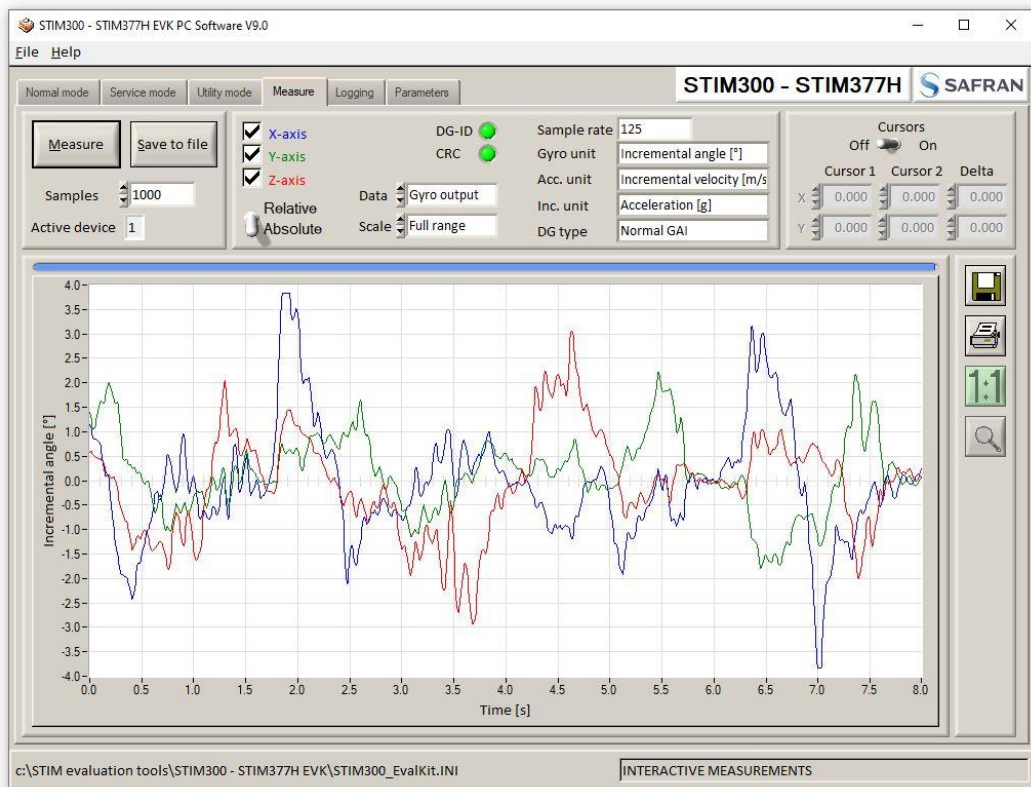 STIM300 - STIM377H EVK PC Software V9.0
File Help
Normal mode Service mode Utility mode Measure Logging Parameters
STIM300 - STIM377H SAFRAN
Measure Save to file
Samples 1000
Active device 1
X-axis
Y-axis
Z-axis
Relative
Absolute
DG-ID
CRC
Data Gyro output
Scale Full range
Sample rate 125
Gyro unit Incremental angle [°]
Acc. unit Incremental velocity [m/s
Inc. unit Acceleration [g]
DG type Normal GAI
Cursors
Off On
Cursor 1 Cursor 2 Delta
X 0.000 0.000 0.000
Y 0.000 0.000 0.000
1:1
Incremental angle [°]
4.0
3.5
3.0
2.5
2.0
1.5
1.0
0.5
0.0
-0.5
-1.0
-1.5
-2.0
-2.5
-3.0
-3.5
-4.0
0.0 0.5 1.0 1.5 2.0 2.5 3.0 3.5 4.0 4.5 5.0 5.5 6.0 6.5 7.0 7.5 8.0
Time [s]
c:\STIM evaluation tools\STIM300 - STIM377H EVK\STIM300_EvalKit.INI
INTERACTIVE MEASUREMENTS